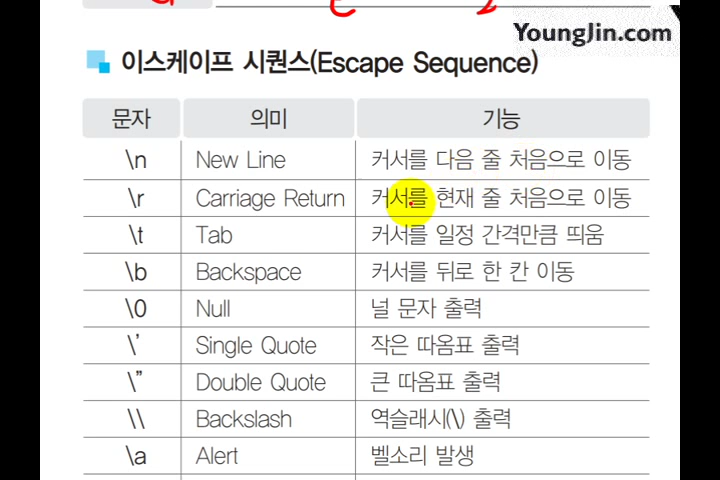 YoungJin.com
이스케이프 시퀀스(Escape Sequence)
문자 의미 기능
\n New Line 커서를 다음 줄 처음으로 이동
\r Carriage Return 커서를 현재 줄 처음으로 이동
\t Tab 커서를 일정 간격만큼 띄움
\b Backspace 커서를 뒤로 한 칸 이동
\0 Null 널 문자 출력
\' Single Quote 작은 따옴표 출력
\" Double Quote 큰 따옴표 출력
\\ Backslash 역슬래시(\) 출력
\a Alert 벨소리 발생